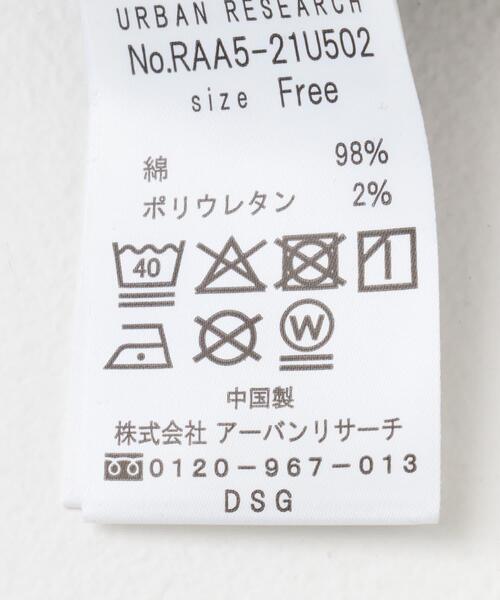 URBAN RESEARCH
No.RAA5-21U502
size Free
綿 98%
ポリウレタン 2%
40
W
中国製
株式会社 アーバンリサーチ
0120-967-013
DSG